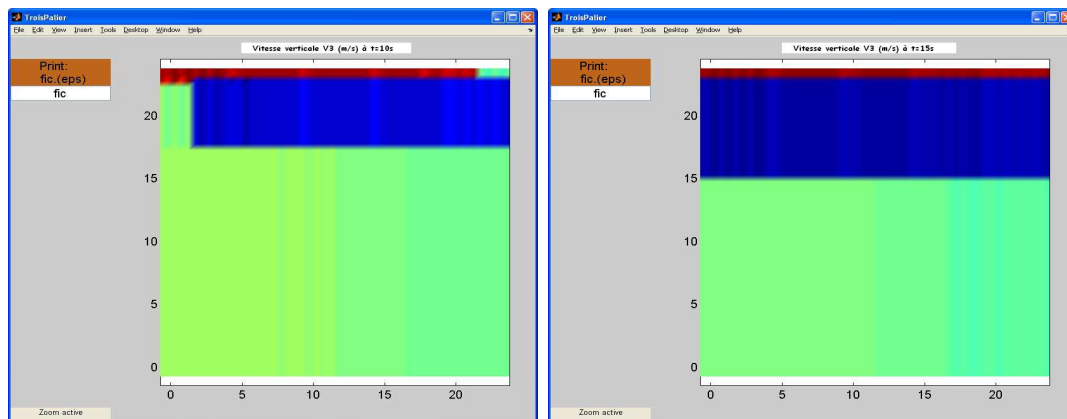 TroisPalier
File Edit View Insert Tools Desktop Window Help
Vitesse verticale V3 (m/s) à t=10s
Print:
fic.(eps)
fic
20
15
10
5
0
0 5 10 15 20
Zoom active
TroisPalier
File Edit View Insert Tools Desktop Window Help
Vitesse verticale V3 (m/s) à t=15s
Print:
fic.(eps)
fic
20
15
10
5
0
0 5 10 15 20
Zoom active